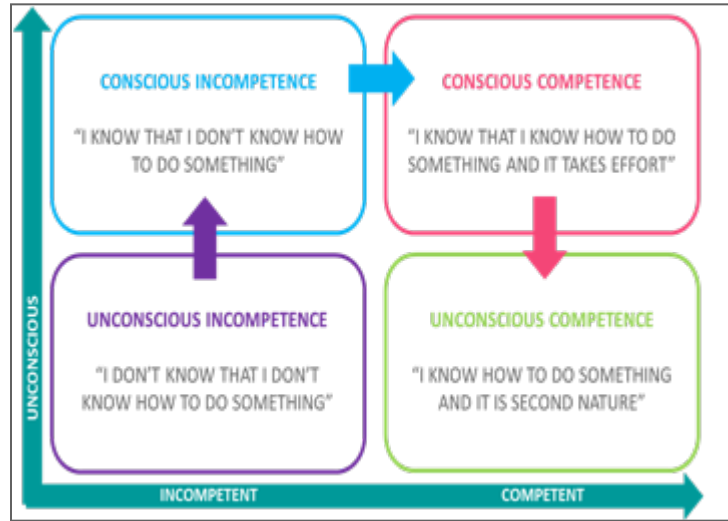 CONSCIOUS INCOMPETENCE
"I KNOW THAT I DON'T KNOW HOW
TO DO SOMETHING"
CONSCIOUS COMPETENCE
"I KNOW THAT I KNOW HOW TO DO
SOMETHING AND IT TAKES EFFORT"
UNCONSCIOUS INCOMPETENCE
"I DON'T KNOW THAT I DON'T
KNOW HOW TO DO SOMETHING"
UNCONSCIOUS COMPETENCE
"I KNOW HOW TO DO SOMETHING
AND IT IS SECOND NATURE"
UNCONSCIOUS
INCOMPETENT
COMPETENT